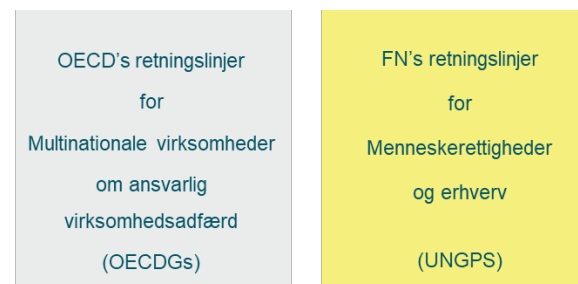 OECD's retningslinjer
for
Multinationale virksomheder
om ansvarlig
virksomhedsadfærd
(OECDGs)
FN's retningslinjer
for
Menneskerettigheder
og erhverv
(UNGPS)